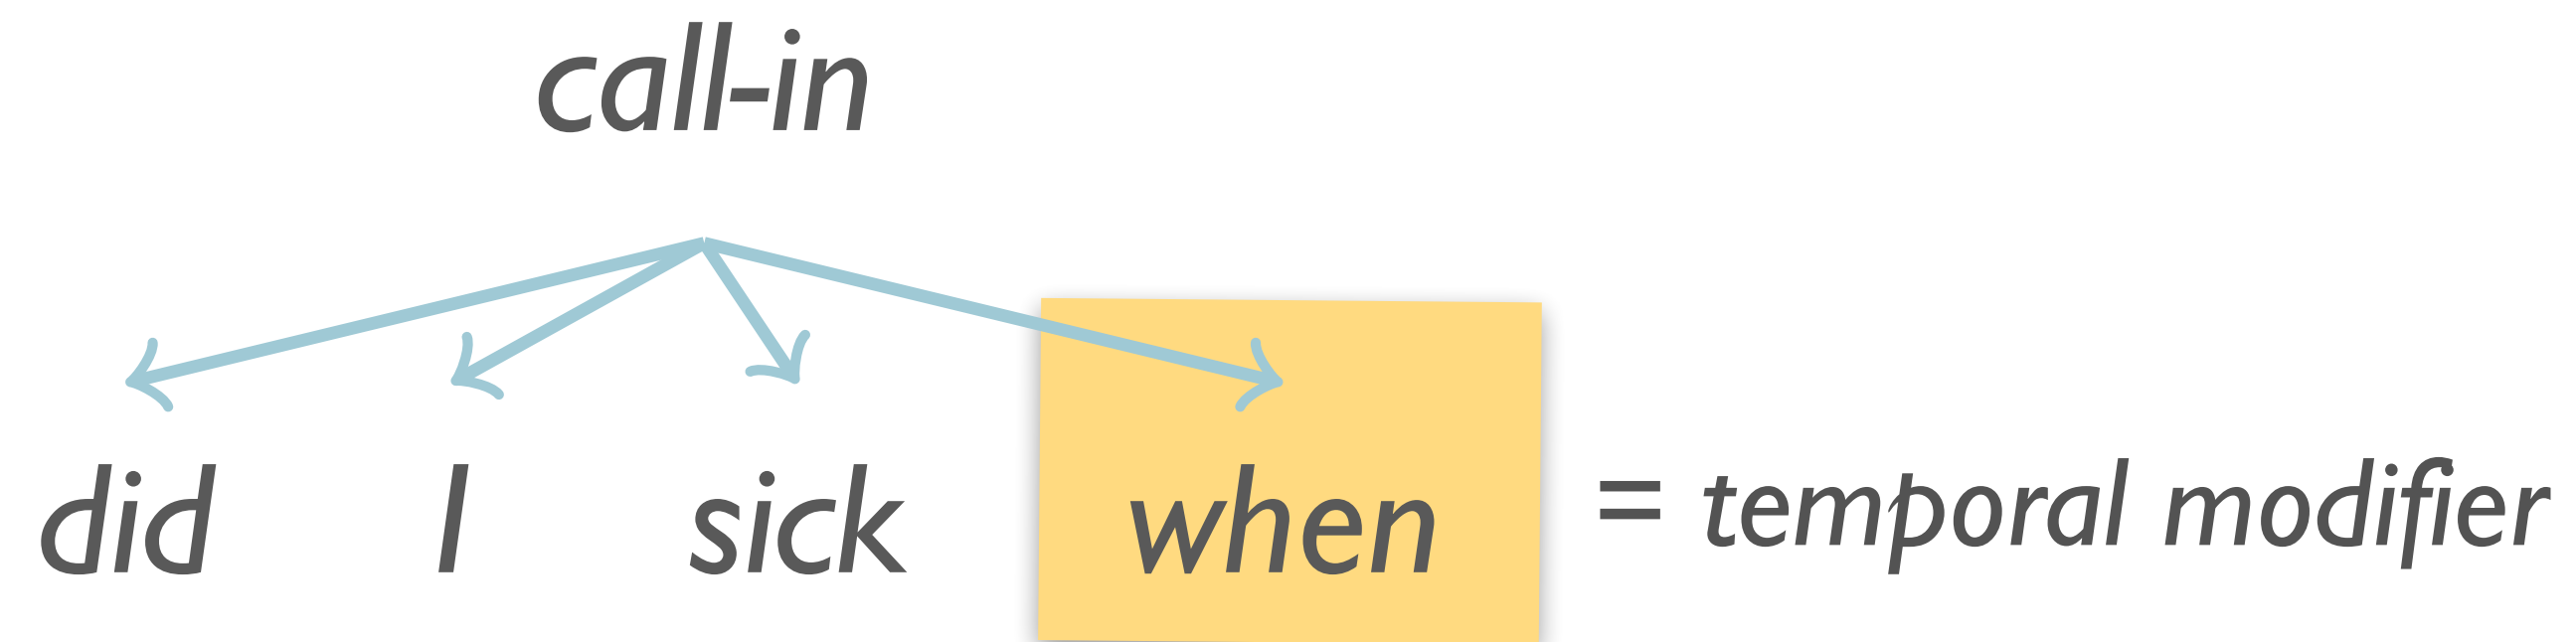 call-in
did I sick when = temporal modifier